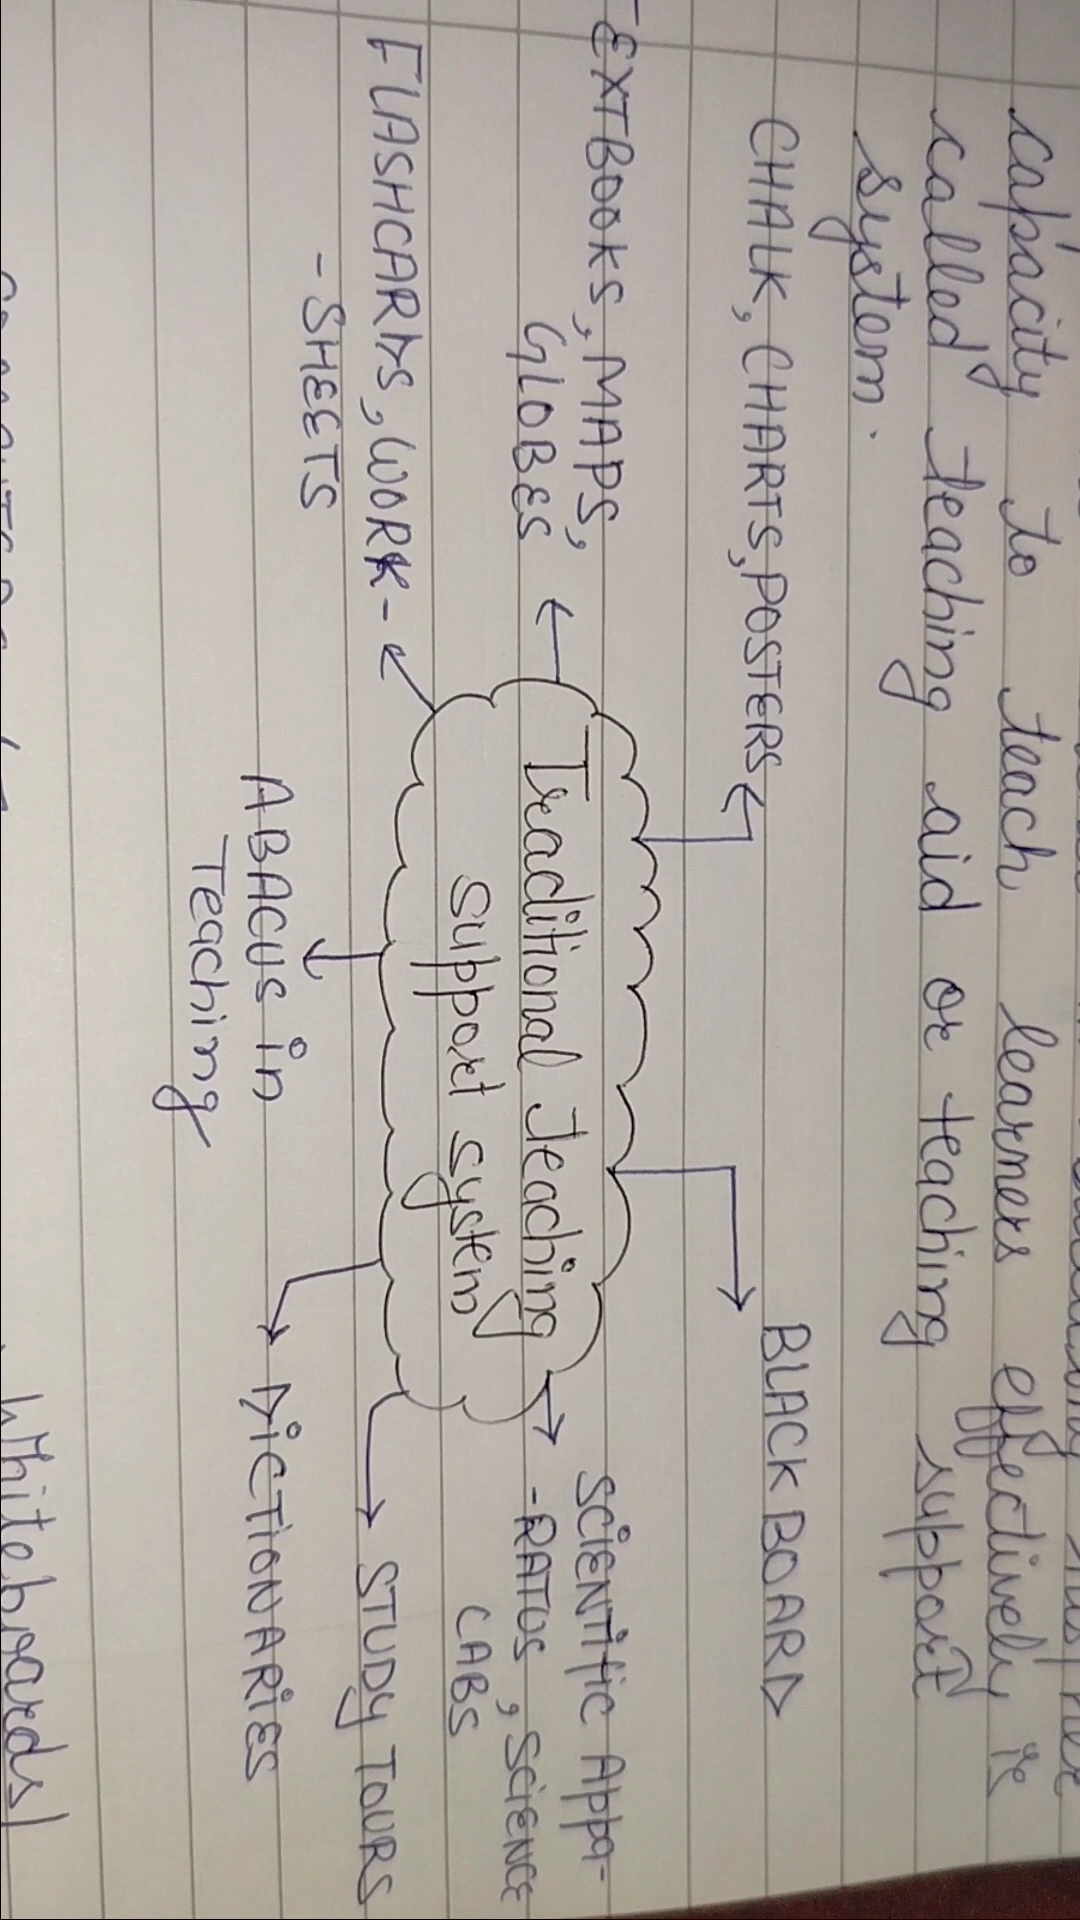 capacity to teach learners effectively is
called teaching aid or teaching support
system.
CHALK, CHARTS, POSTERS
BLACK BOARD
TEXTBOOKS, MAPS,
GLOBES
Traditional Teaching
support system
SCIENTIFIC APPA-
-RATUS, SCIENCE
LABS
FLASHCARDS, WORK-
-SHEETS
STUDY TOURS
ABACUS in
Teaching
DICTIONARIES
Whiteboards/